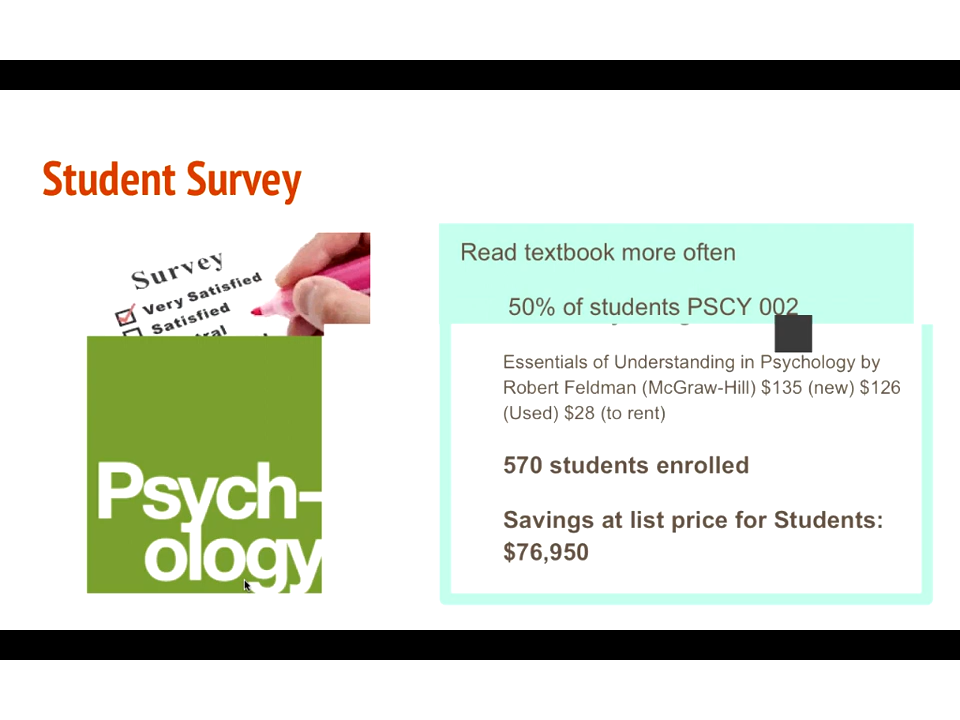 Student Survey
Survey
Very Satisfied
Satisfied
Psych-
ology
Read textbook more often
50% of students PSCY 002
Essentials of Understanding in Psychology by
Robert Feldman (McGraw-Hill) $135 (new) $126
(Used) $28 (to rent)
570 students enrolled
Savings at list price for Students:
$76,950